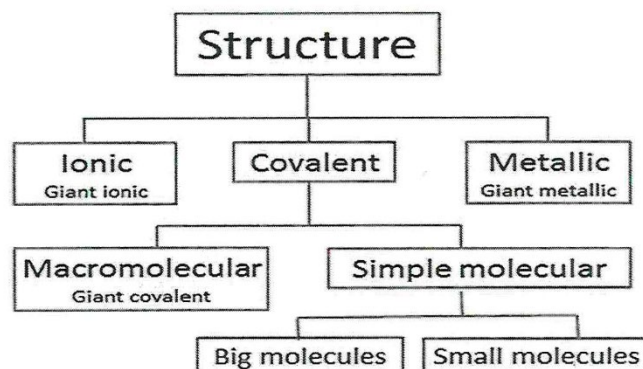 Structure
Ionic
Giant ionic
Covalent
Metallic
Giant metallic
Macromolecular
Giant covalent
Simple molecular
Big molecules
Small molecules